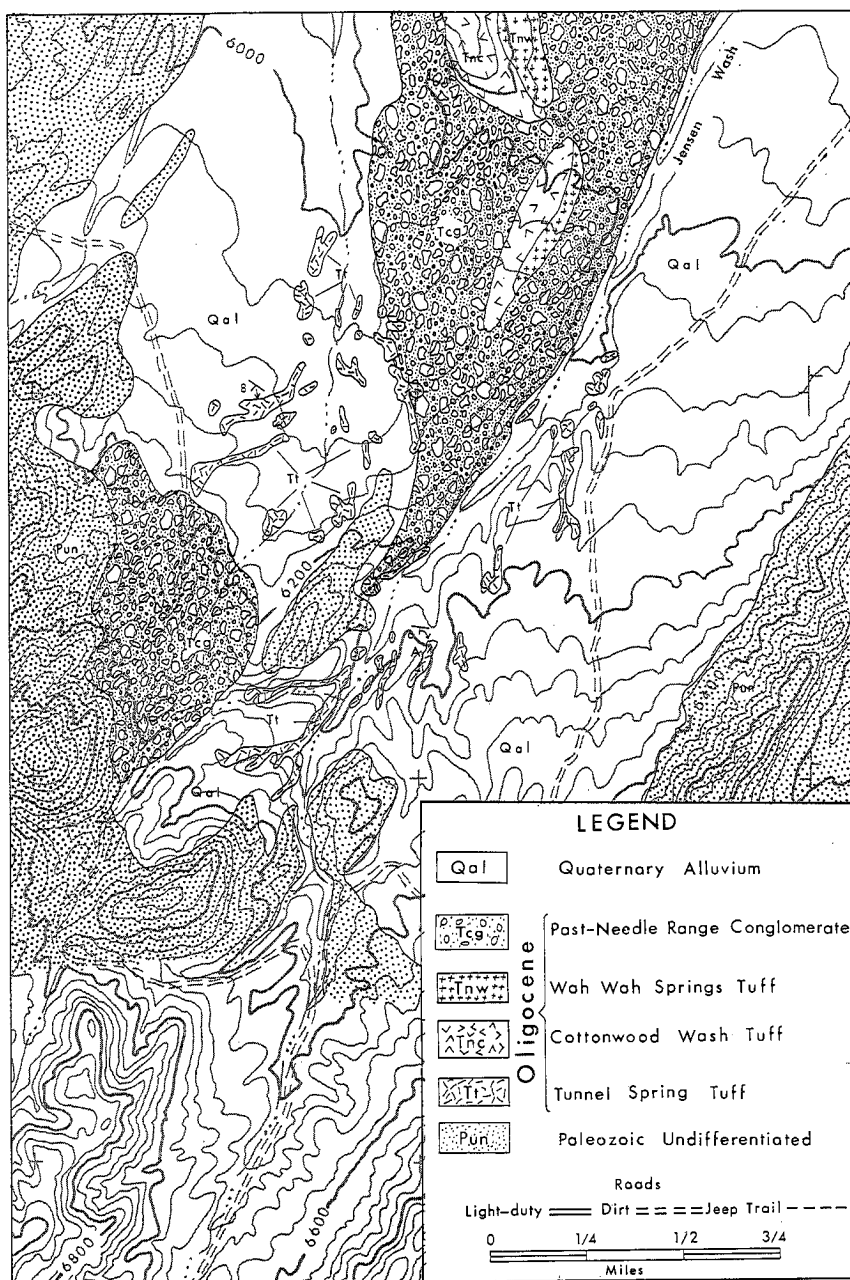 6000
Tnc
Tnw
Jensen Wash
Tcg
Qal
Tt
Qal
8
Tt
Tt
Pun
6200
Tcg
A
Tt
6400
Pun
Qal
Qal
6800
6600
LEGEND
Qal Quaternary Alluvium
Oligocene
Tcg Past-Needle Range Conglomerate
Tnw Wah Wah Springs Tuff
Tnc Cottonwood Wash Tuff
Tt Tunnel Spring Tuff
Pun Paleozoic Undifferentiated
Roads
Light-duty Dirt Jeep Trail
0 1/4 1/2 3/4
Miles